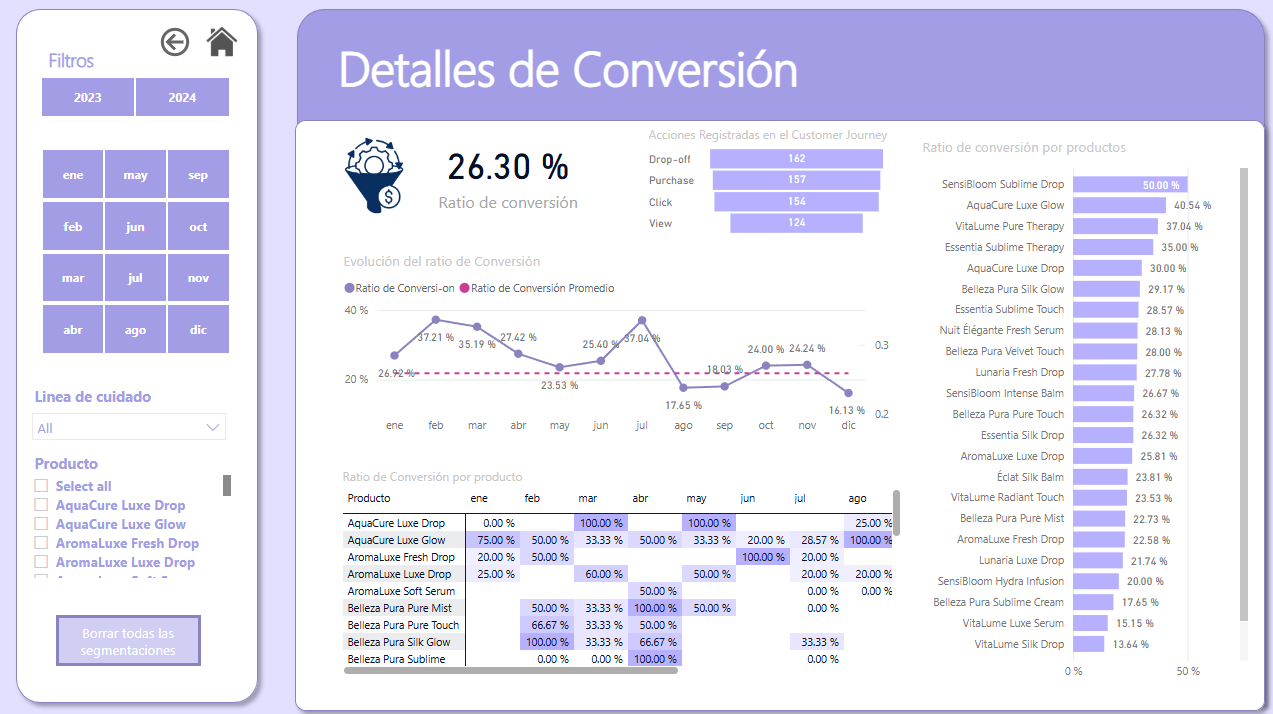 Filtros
2023 2024
ene may sep
feb jun oct
mar jul nov
abr ago dic
Linea de cuidado
All
Producto
Select all
AquaCure Luxe Drop
AquaCure Luxe Glow
AromaLuxe Fresh Drop
AromaLuxe Luxe Drop
Borrar todas las
segmentaciones
Detalles de Conversión
$
26.30 %
Ratio de conversión
Acciones Registradas en el Customer Journey
Drop-off 162
Purchase 157
Click 154
View 124
Evolución del ratio de Conversión
Ratio de Conversi-on Ratio de Conversión Promedio
40 %
20 %
0.3
0.2
26.92 % 37.21 % 35.19 % 27.42 % 23.53 % 25.40 % 37.04 % 17.65 % 18.03 % 24.00 % 24.24 % 16.13 %
ene feb mar abr may jun jul ago sep oct nov dic
Ratio de Conversión por producto
Producto ene feb mar abr may jun jul ago
AquaCure Luxe Drop 0.00 % 100.00 % 100.00 % 25.00 %
AquaCure Luxe Glow 75.00 % 50.00 % 33.33 % 50.00 % 33.33 % 20.00 % 28.57 % 100.00 %
AromaLuxe Fresh Drop 20.00 % 50.00 % 100.00 % 20.00 %
AromaLuxe Luxe Drop 25.00 % 60.00 % 50.00 % 20.00 % 20.00 %
AromaLuxe Soft Serum 50.00 % 0.00 % 0.00 %
Belleza Pura Pure Mist 50.00 % 33.33 % 100.00 % 50.00 % 0.00 %
Belleza Pura Pure Touch 66.67 % 33.33 % 50.00 %
Belleza Pura Silk Glow 100.00 % 33.33 % 66.67 % 33.33 %
Belleza Pura Sublime 0.00 % 0.00 % 100.00 % 0.00 %
Ratio de conversión por productos
SensiBloom Sublime Drop 50.00 %
AquaCure Luxe Glow 40.54 %
VitaLume Pure Therapy 37.04 %
Essentia Sublime Therapy 35.00 %
AquaCure Luxe Drop 30.00 %
Belleza Pura Silk Glow 29.17 %
Essentia Sublime Touch 28.57 %
Nuit Élégante Fresh Serum 28.13 %
Belleza Pura Velvet Touch 28.00 %
Lunaria Fresh Drop 27.78 %
SensiBloom Intense Balm 26.67 %
Belleza Pura Pure Touch 26.32 %
Essentia Silk Drop 26.32 %
AromaLuxe Luxe Drop 25.81 %
Éclat Silk Balm 23.81 %
VitaLume Radiant Touch 23.53 %
Belleza Pura Pure Mist 22.73 %
AromaLuxe Fresh Drop 22.58 %
Lunaria Luxe Drop 21.74 %
SensiBloom Hydra Infusion 20.00 %
Belleza Pura Sublime Cream 17.65 %
VitaLume Luxe Serum 15.15 %
VitaLume Silk Drop 13.64 %
0 % 50 %